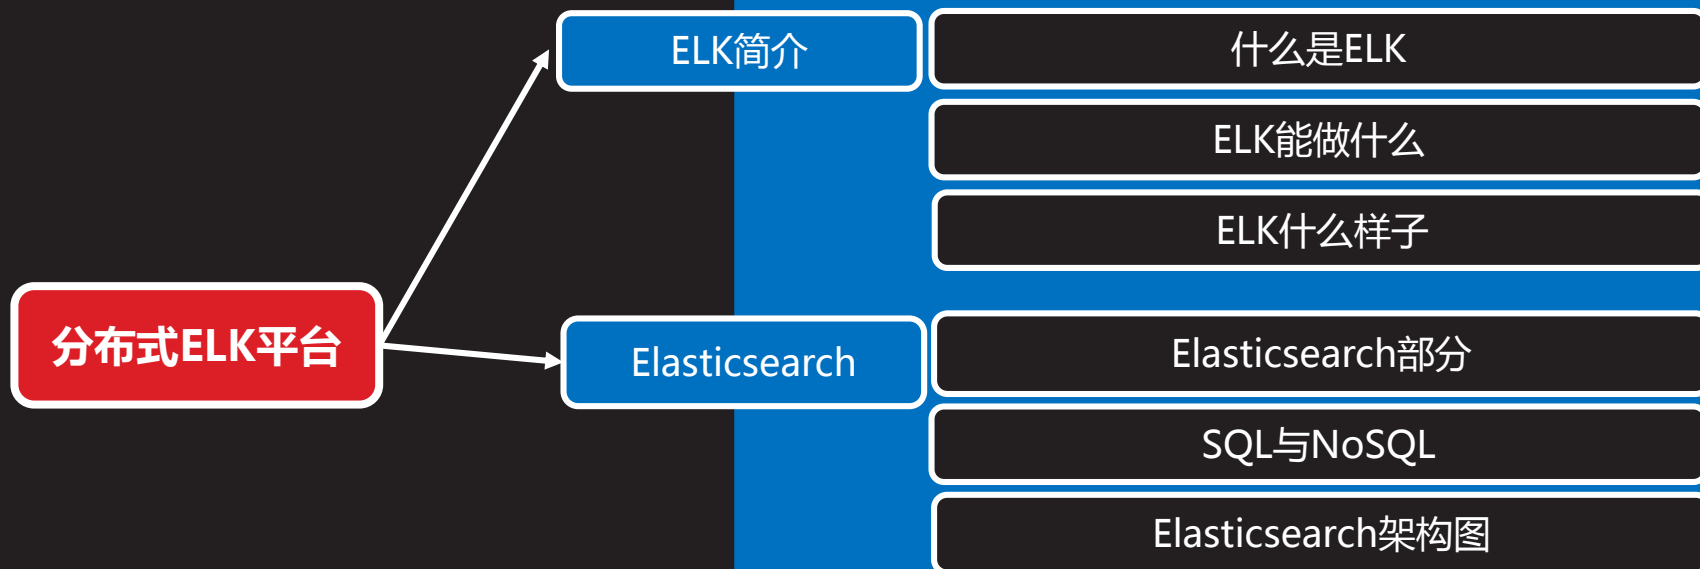 分布式ELK平台
ELK简介
什么是ELK
ELK能做什么
ELK什么样子
Elasticsearch
Elasticsearch部分
SQL与NoSQL
Elasticsearch架构图